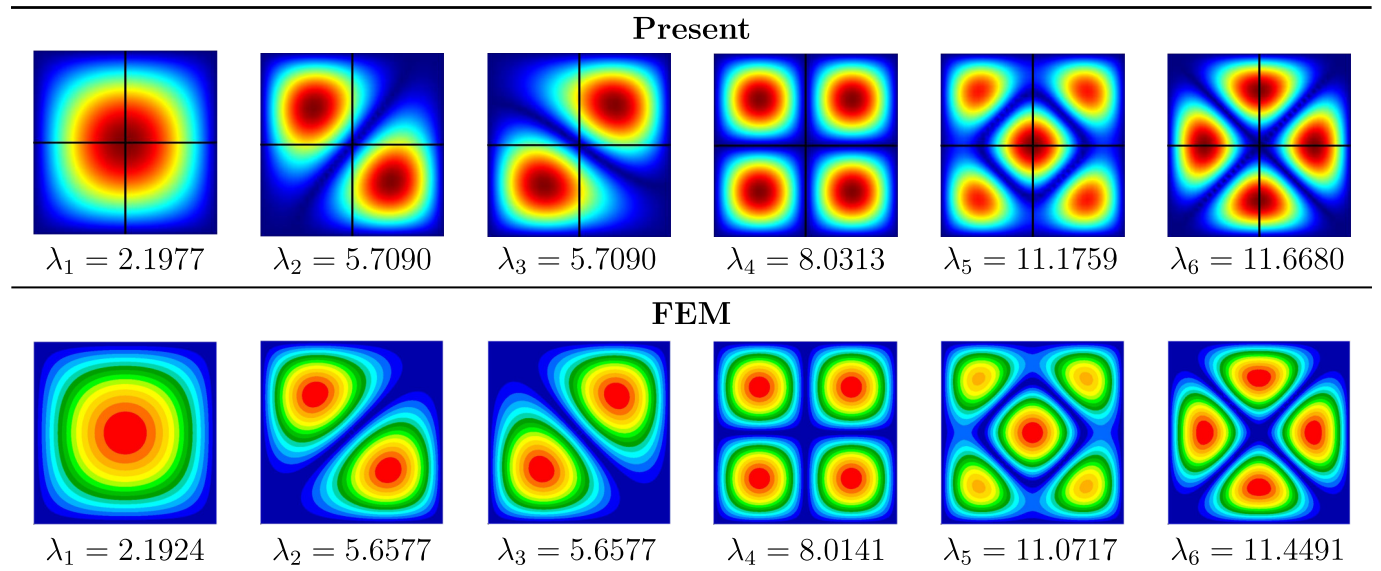 Present
λ₁ = 2.1977 λ₂ = 5.7090 λ₃ = 5.7090 λ₄ = 8.0313 λ₅ = 11.1759 λ₆ = 11.6680
FEM
λ₁ = 2.1924 λ₂ = 5.6577 λ₃ = 5.6577 λ₄ = 8.0141 λ₅ = 11.0717 λ₆ = 11.4491